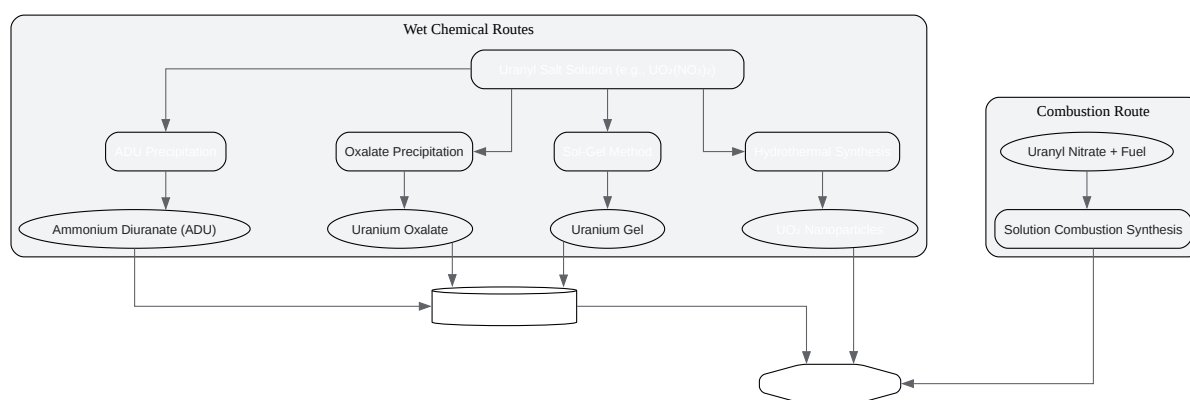 Wet Chemical Routes
Uranyl Salt Solution (e.g., UO₂(NO₃)₂)
Combustion Route
ADU Precipitation
Oxalate Precipitation
Sol-Gel Method
Hydrothermal Synthesis
Uranyl Nitrate + Fuel
Ammonium Diuranate (ADU)
Uranium Oxalate
Uranium Gel
UO₂ Nanoparticles
Solution Combustion Synthesis